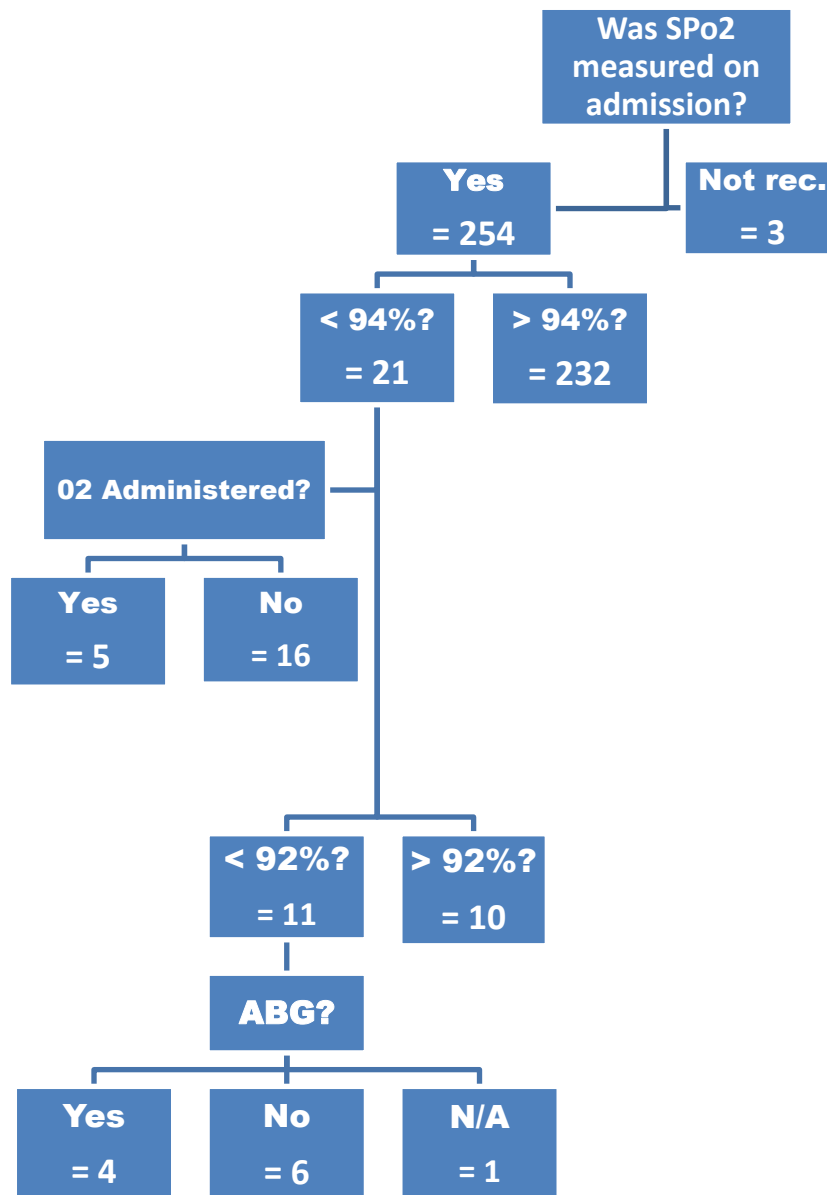 Was SPo2
measured on
admission?
Yes
= 254
Not rec.
= 3
< 94%?
= 21
> 94%?
= 232
02 Administered?
Yes
= 5
No
= 16
< 92%?
= 11
> 92%?
= 10
ABG?
Yes
= 4
No
= 6
N/A
= 1